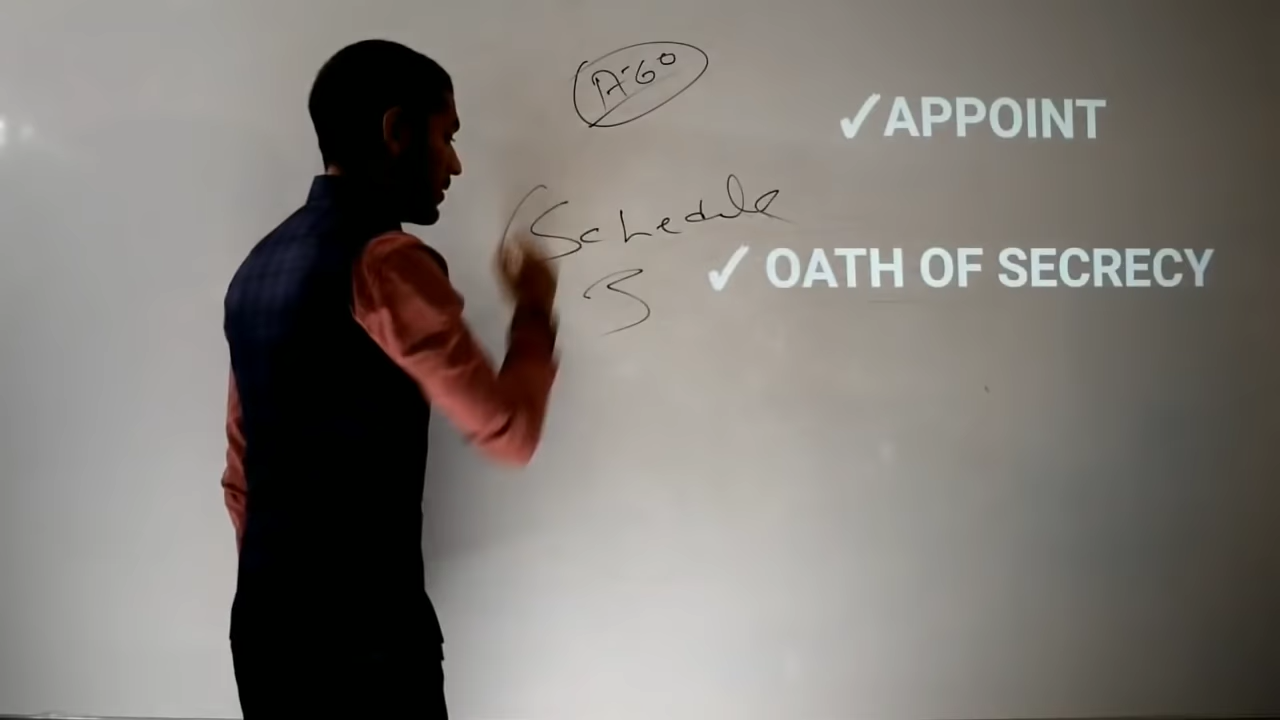 A-60
✓APPOINT
Schedule
✓ OATH OF SECRECY
3